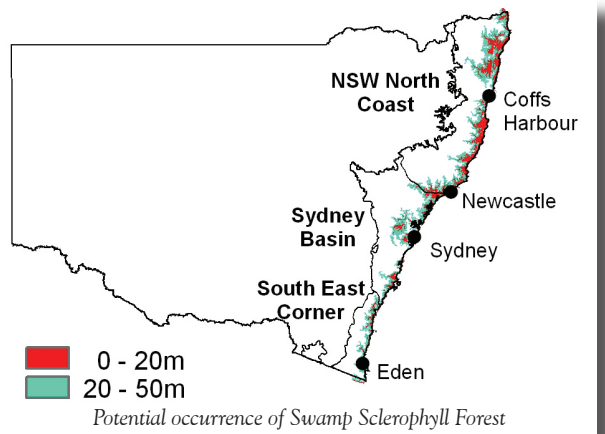 NSW North
Coast
Coffs
Harbour
Newcastle
Sydney
Basin
Sydney
South East
Corner
Eden
0 - 20m
20 - 50m
Potential occurrence of Swamp Sclerophyll Forest